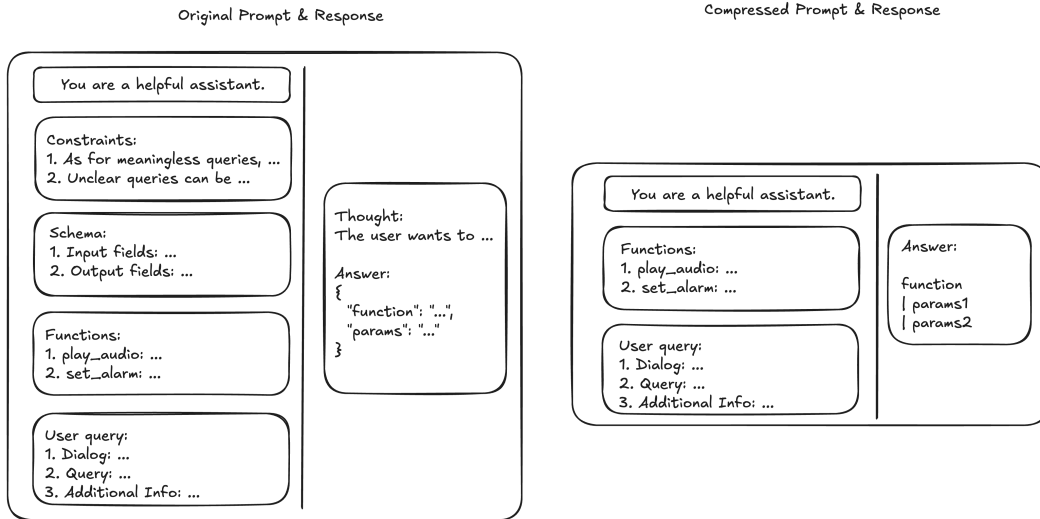 Original Prompt & Response
You are a helpful assistant.
Constraints:
1. As for meaningless queries, ...
2. Unclear queries can be ...
Schema:
1. Input fields: ...
2. Output fields: ...
Functions:
1. play_audio: ...
2. set_alarm: ...
User query:
1. Dialog: ...
2. Query: ...
3. Additional Info: ...
Thought:
The user wants to ...
Answer:
{
"function": "...",
"params": "..."
}
Compressed Prompt & Response
You are a helpful assistant.
Functions:
1. play_audio: ...
2. set_alarm: ...
User query:
1. Dialog: ...
2. Query: ...
3. Additional Info: ...
Answer:
function
| params1
| params2